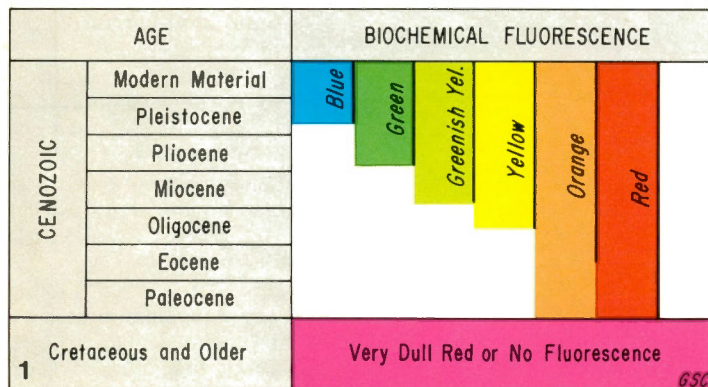 AGE
BIOCHEMICAL FLUORESCENCE
CENOZOIC
Modern Material
Pleistocene
Pliocene
Miocene
Oligocene
Eocene
Paleocene
Blue
Green
Greenish Yel.
Yellow
Orange
Red
1
Cretaceous and Older
Very Dull Red or No Fluorescence
GSC